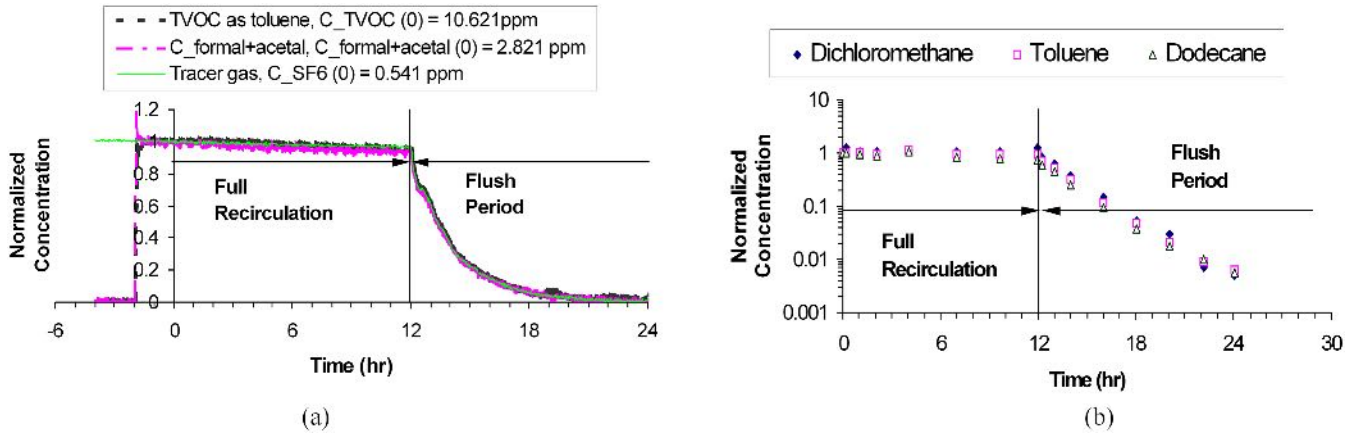 TVOC as toluene, C_TVOC (0) = 10.621ppm
C_formal+acetal, C_formal+acetal (0) = 2.821 ppm
Tracer gas, C_SF6 (0) = 0.541 ppm
Normalized
Concentration
1.2
1
0.8
0.6
0.4
0.2
0
Full
Recirculation
Flush
Period
-6
0
6
12
18
24
Time (hr)
(a)
Dichloromethane
Toluene
Dodecane
Normalized
Concentration
10
1
0.1
0.01
0.001
Flush
Period
Full
Recirculation
0
6
12
18
24
30
Time (hr)
(b)